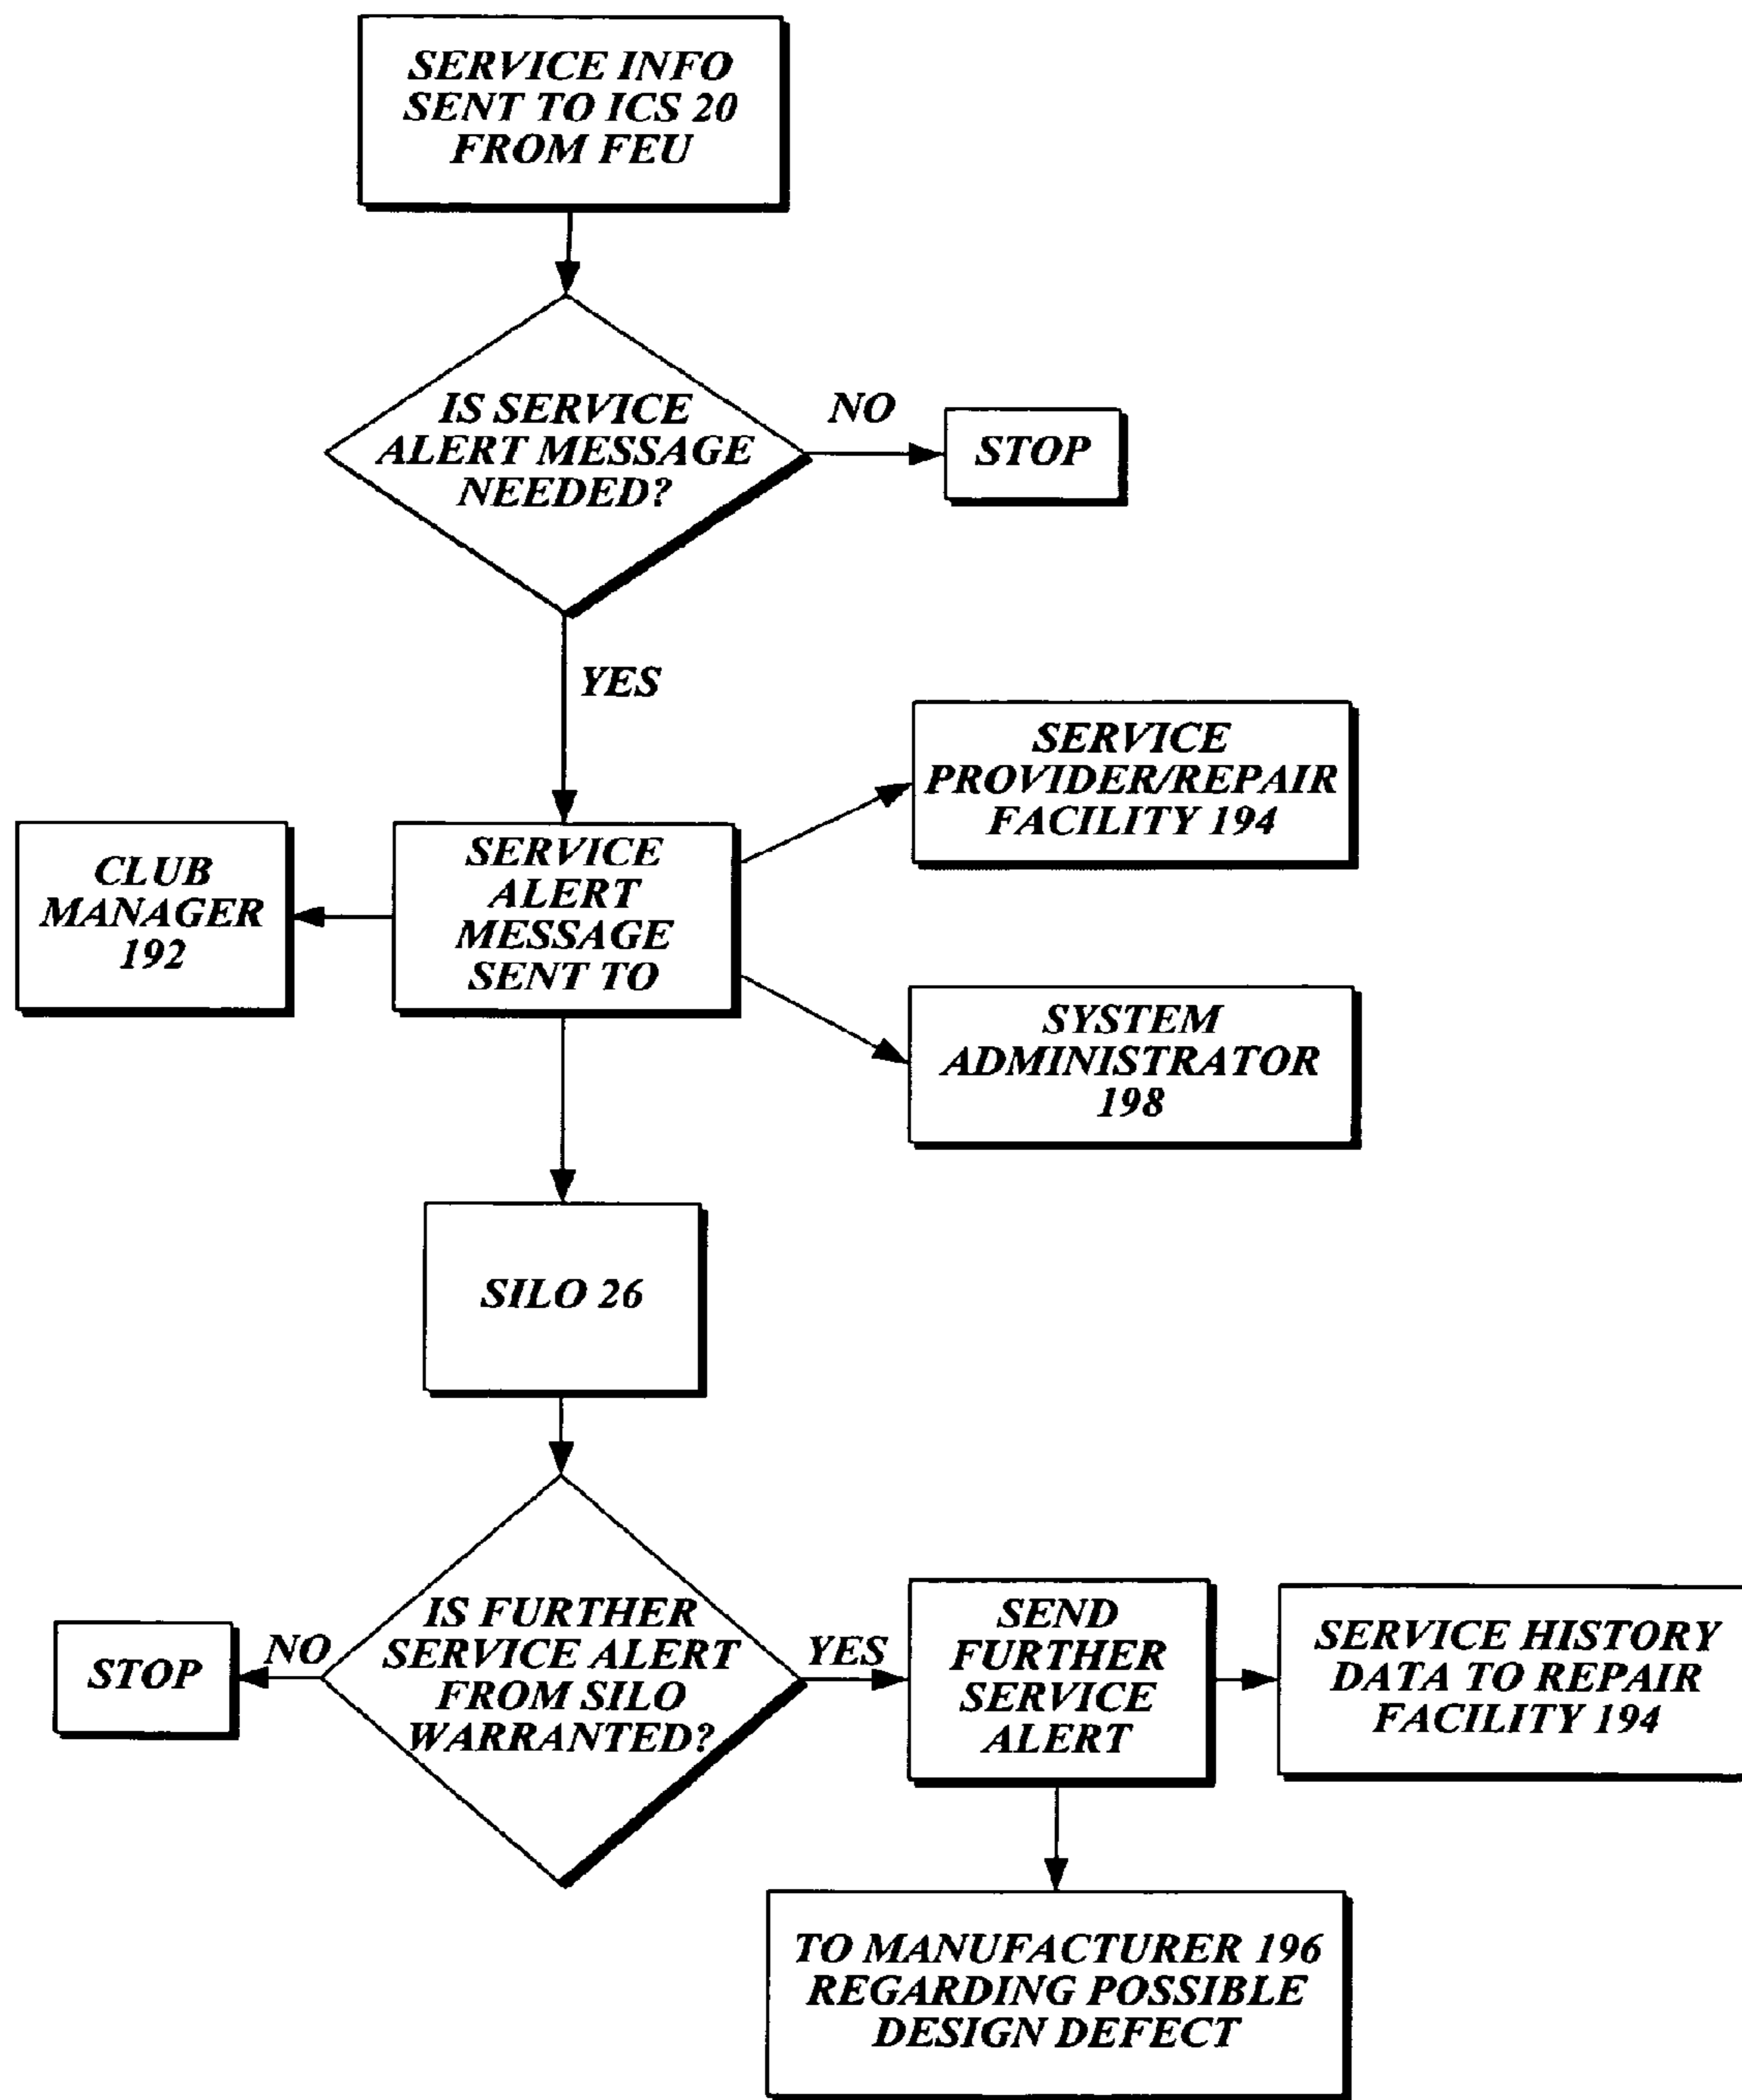 SERVICE INFO
SENT TO ICS 20
FROM FEU
IS SERVICE
ALERT MESSAGE
NEEDED?
NO
STOP
YES
SERVICE
PROVIDER/REPAIR
FACILITY 194
CLUB
MANAGER
192
SERVICE
ALERT
MESSAGE
SENT TO
SYSTEM
ADMINISTRATOR
198
SILO 26
IS FURTHER
SERVICE ALERT
FROM SILO
WARRANTED?
NO
STOP
YES
SEND
FURTHER
SERVICE
ALERT
SERVICE HISTORY
DATA TO REPAIR
FACILITY 194
TO MANUFACTURER 196
REGARDING POSSIBLE
DESIGN DEFECT